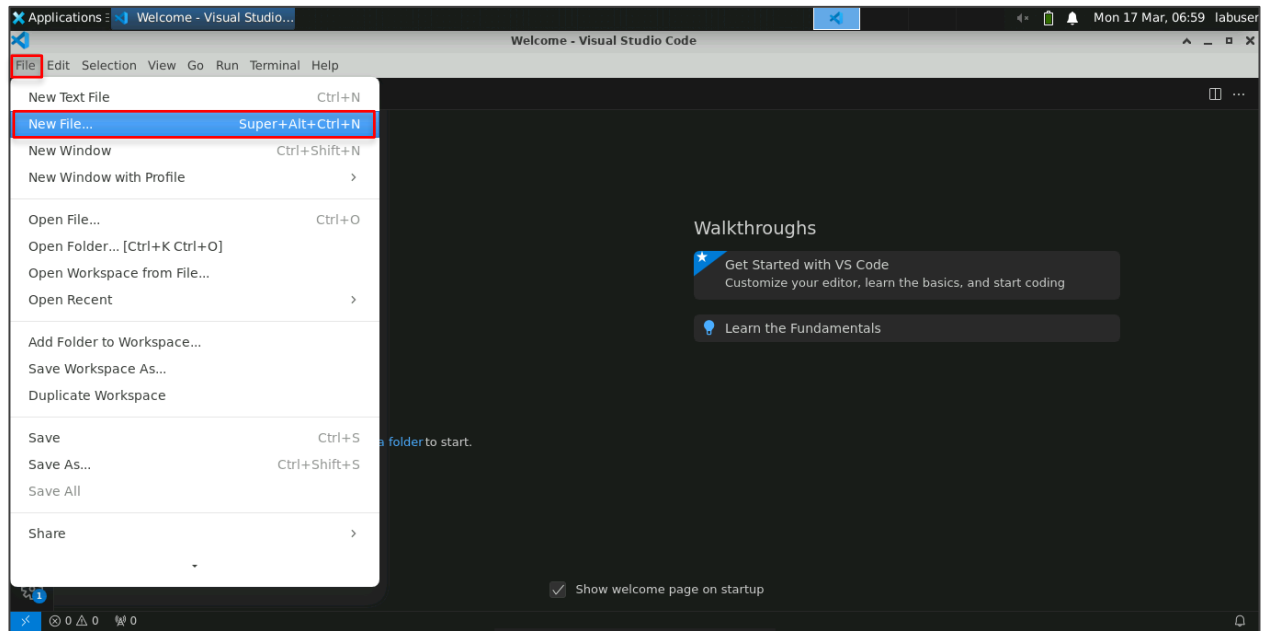 Applications Welcome - Visual Studio... Mon 17 Mar, 06:59 labuser
Welcome - Visual Studio Code
File Edit Selection View Go Run Terminal Help
New Text File Ctrl+N
New File... Super+Alt+Ctrl+N
New Window Ctrl+Shift+N
New Window with Profile
Open File... Ctrl+O
Open Folder... [Ctrl+K Ctrl+O]
Open Workspace from File...
Open Recent
Add Folder to Workspace...
Save Workspace As...
Duplicate Workspace
Save Ctrl+S
Save As... Ctrl+Shift+S
Save All
Share
Walkthroughs
Get Started with VS Code
Customize your editor, learn the basics, and start coding
Learn the Fundamentals
a folder to start.
Show welcome page on startup
1
0 0 0